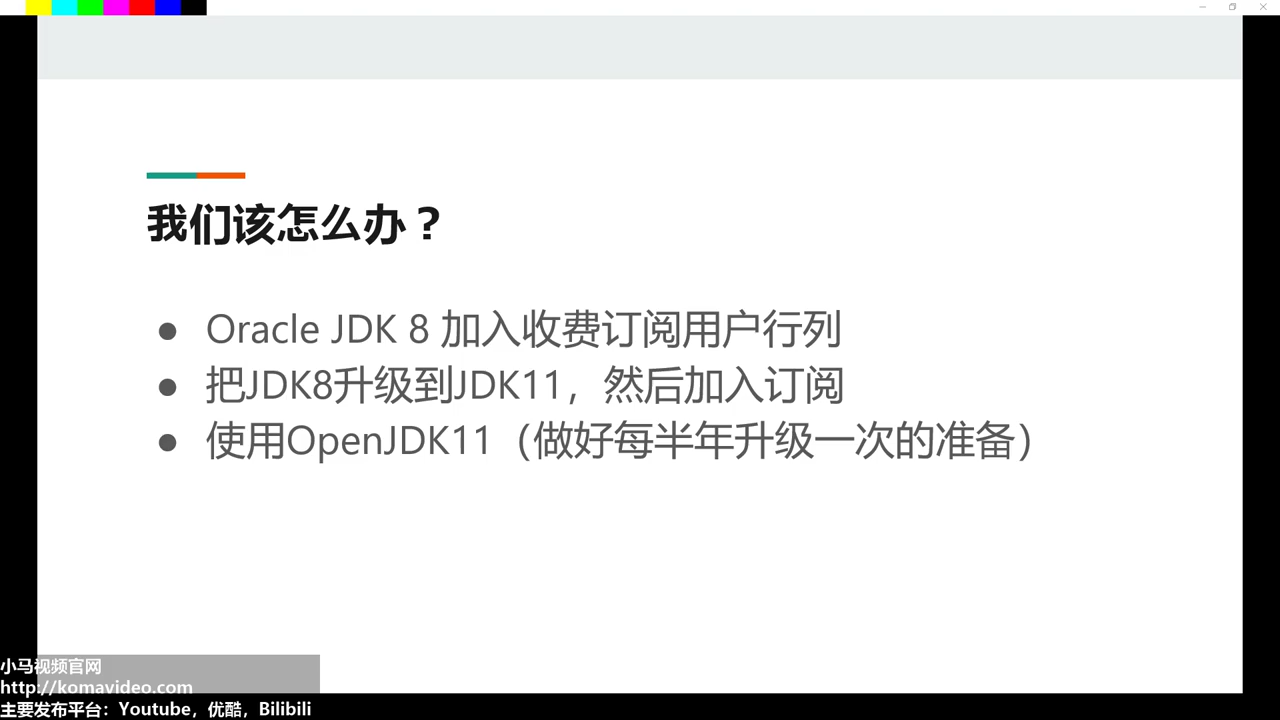 我们该怎么办？
● Oracle JDK 8 加入收费订阅用户行列
● 把JDK8升级到JDK11，然后加入订阅
● 使用OpenJDK11（做好每半年升级一次的准备）
小马视频官网
http://komavideo.com
主要发布平台：Youtube，优酷，Bilibili